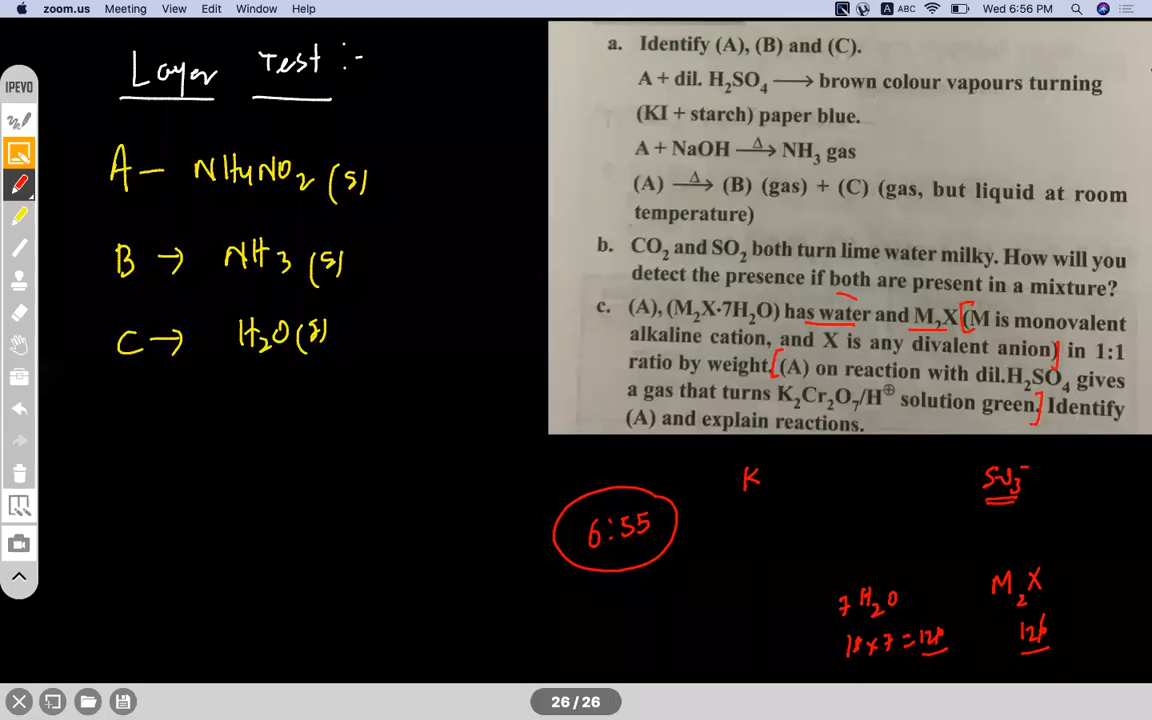 zoom.us Meeting View Edit Window Help
A ABC Wed 6:56 PM
IPEVO
Layer Test :-
A – NH4NO2 (s)
B → NH3 (g)
C → H2O (g)
a. Identify (A), (B) and (C).
A + dil. H₂SO₄ ⟶ brown colour vapours turning
(KI + starch) paper blue.
A + NaOH —Δ→ NH₃ gas
(A) —Δ→ (B) (gas) + (C) (gas, but liquid at room
temperature)
b. CO₂ and SO₂ both turn lime water milky. How will you
detect the presence if both are present in a mixture?
c. (A), (M₂X·7H₂O) has water and M₂X (M is monovalent
alkaline cation, and X is any divalent anion) in 1:1
ratio by weight. (A) on reaction with dil.H₂SO₄ gives
a gas that turns K₂Cr₂O₇/H⊕ solution green. Identify
(A) and explain reactions.
K
6:55
7H₂O
18×7 = 126
M₂X
126
26 / 26